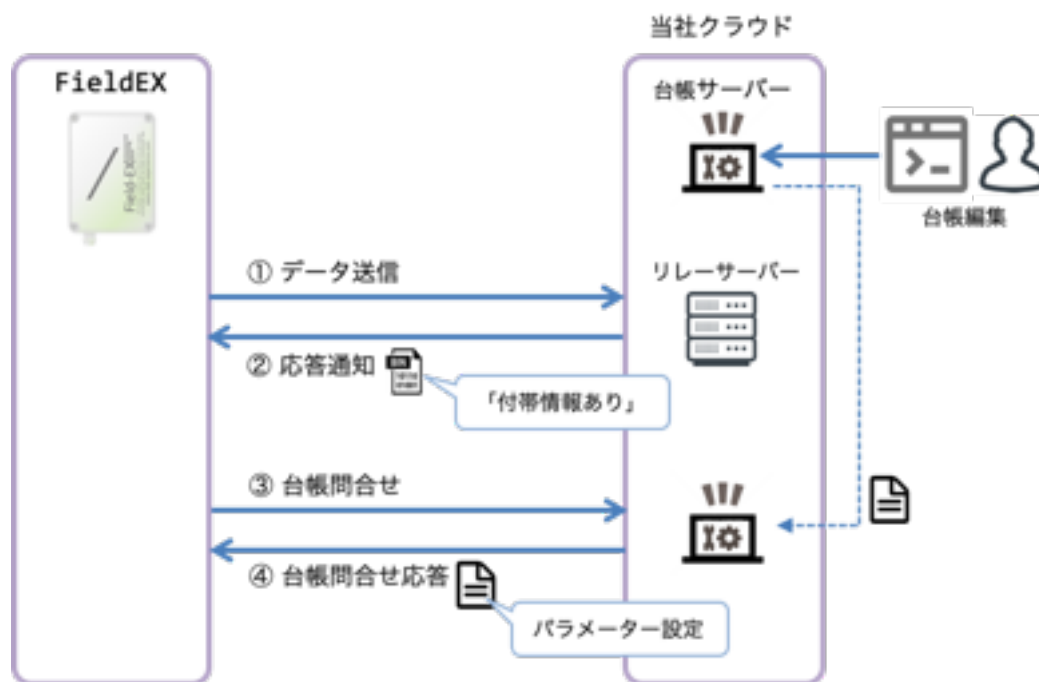 当社クラウド
FieldEX
台帳サーバー
Field-EX
台帳編集
① データ送信
リレーサーバー
② 応答通知
「付帯情報あり」
③ 台帳問合せ
④ 台帳問合せ応答
パラメーター設定